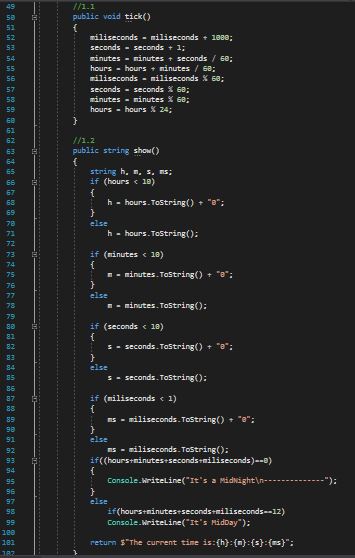 49 //1.1
50 public void tick()
51 {
52 miliseconds = miliseconds + 1000;
53 seconds = seconds + 1;
54 minutes = minutes + seconds / 60;
55 hours = hours + minutes / 60;
56 miliseconds = miliseconds % 60;
57 seconds = seconds % 60;
58 minutes = minutes % 60;
59 hours = hours % 24;
60 }
61
62 //1.2
63 public string show()
64 {
65 string h, m, s, ms;
66 if (hours < 10)
67 {
68 h = hours.ToString() + "0";
69 }
70 else
71 h = hours.ToString();
72
73 if (minutes < 10)
74 {
75 m = minutes.ToString() + "0";
76 }
77 else
78 m = minutes.ToString();
79
80 if (seconds < 10)
81 {
82 s = seconds.ToString() + "0";
83 }
84 else
85 s = seconds.ToString();
86
87 if (miliseconds < 1)
88 {
89 ms = miliseconds.ToString() + "0";
90 }
91 else
92 ms = miliseconds.ToString();
93 if((hours+minutes+seconds+miliseconds)==0)
94 {
95 Console.WriteLine("It's a MidNight\n--------------");
96 }
97 else
98 if(hours+minutes+seconds+miliseconds==12)
99 Console.WriteLine("It's MidDay");
100
101 return $"The current time is:{h}:{m}:{s}:{ms}";
102 }